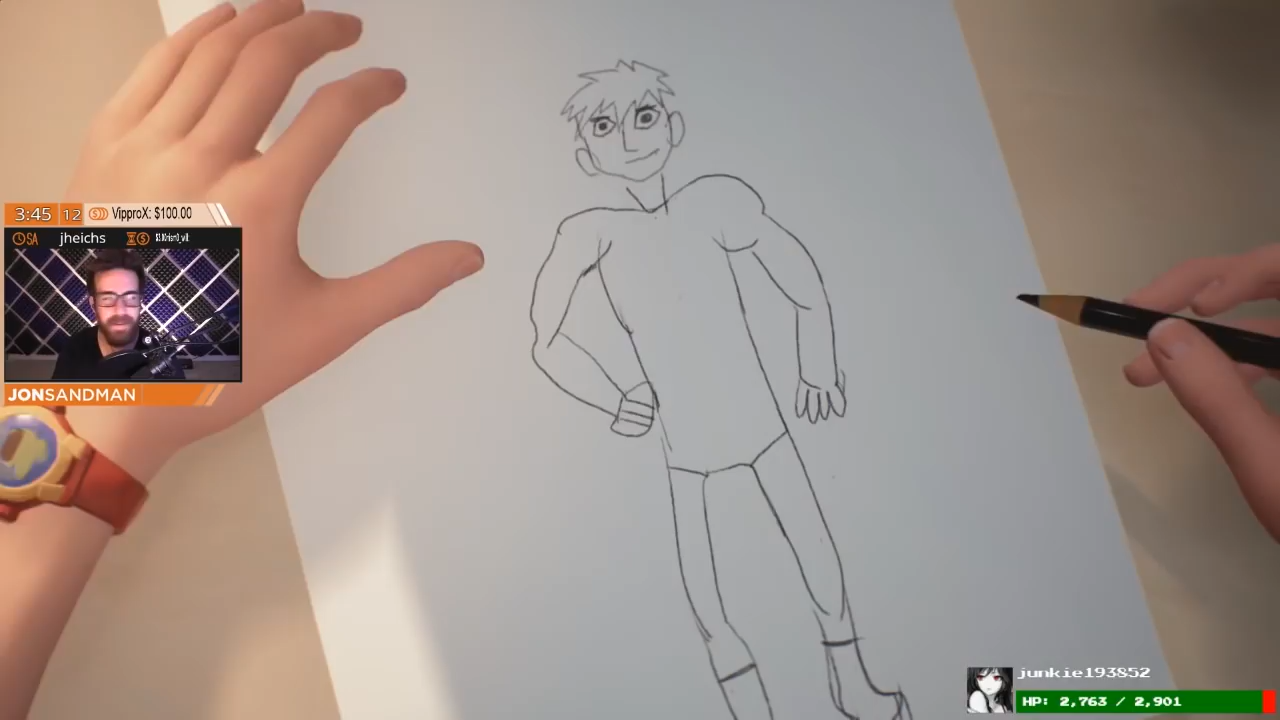 3:45 12 VipproX: $100.00
SA jheichs
JONSANDMAN
junkie193852
HP: 2,763 / 2,901